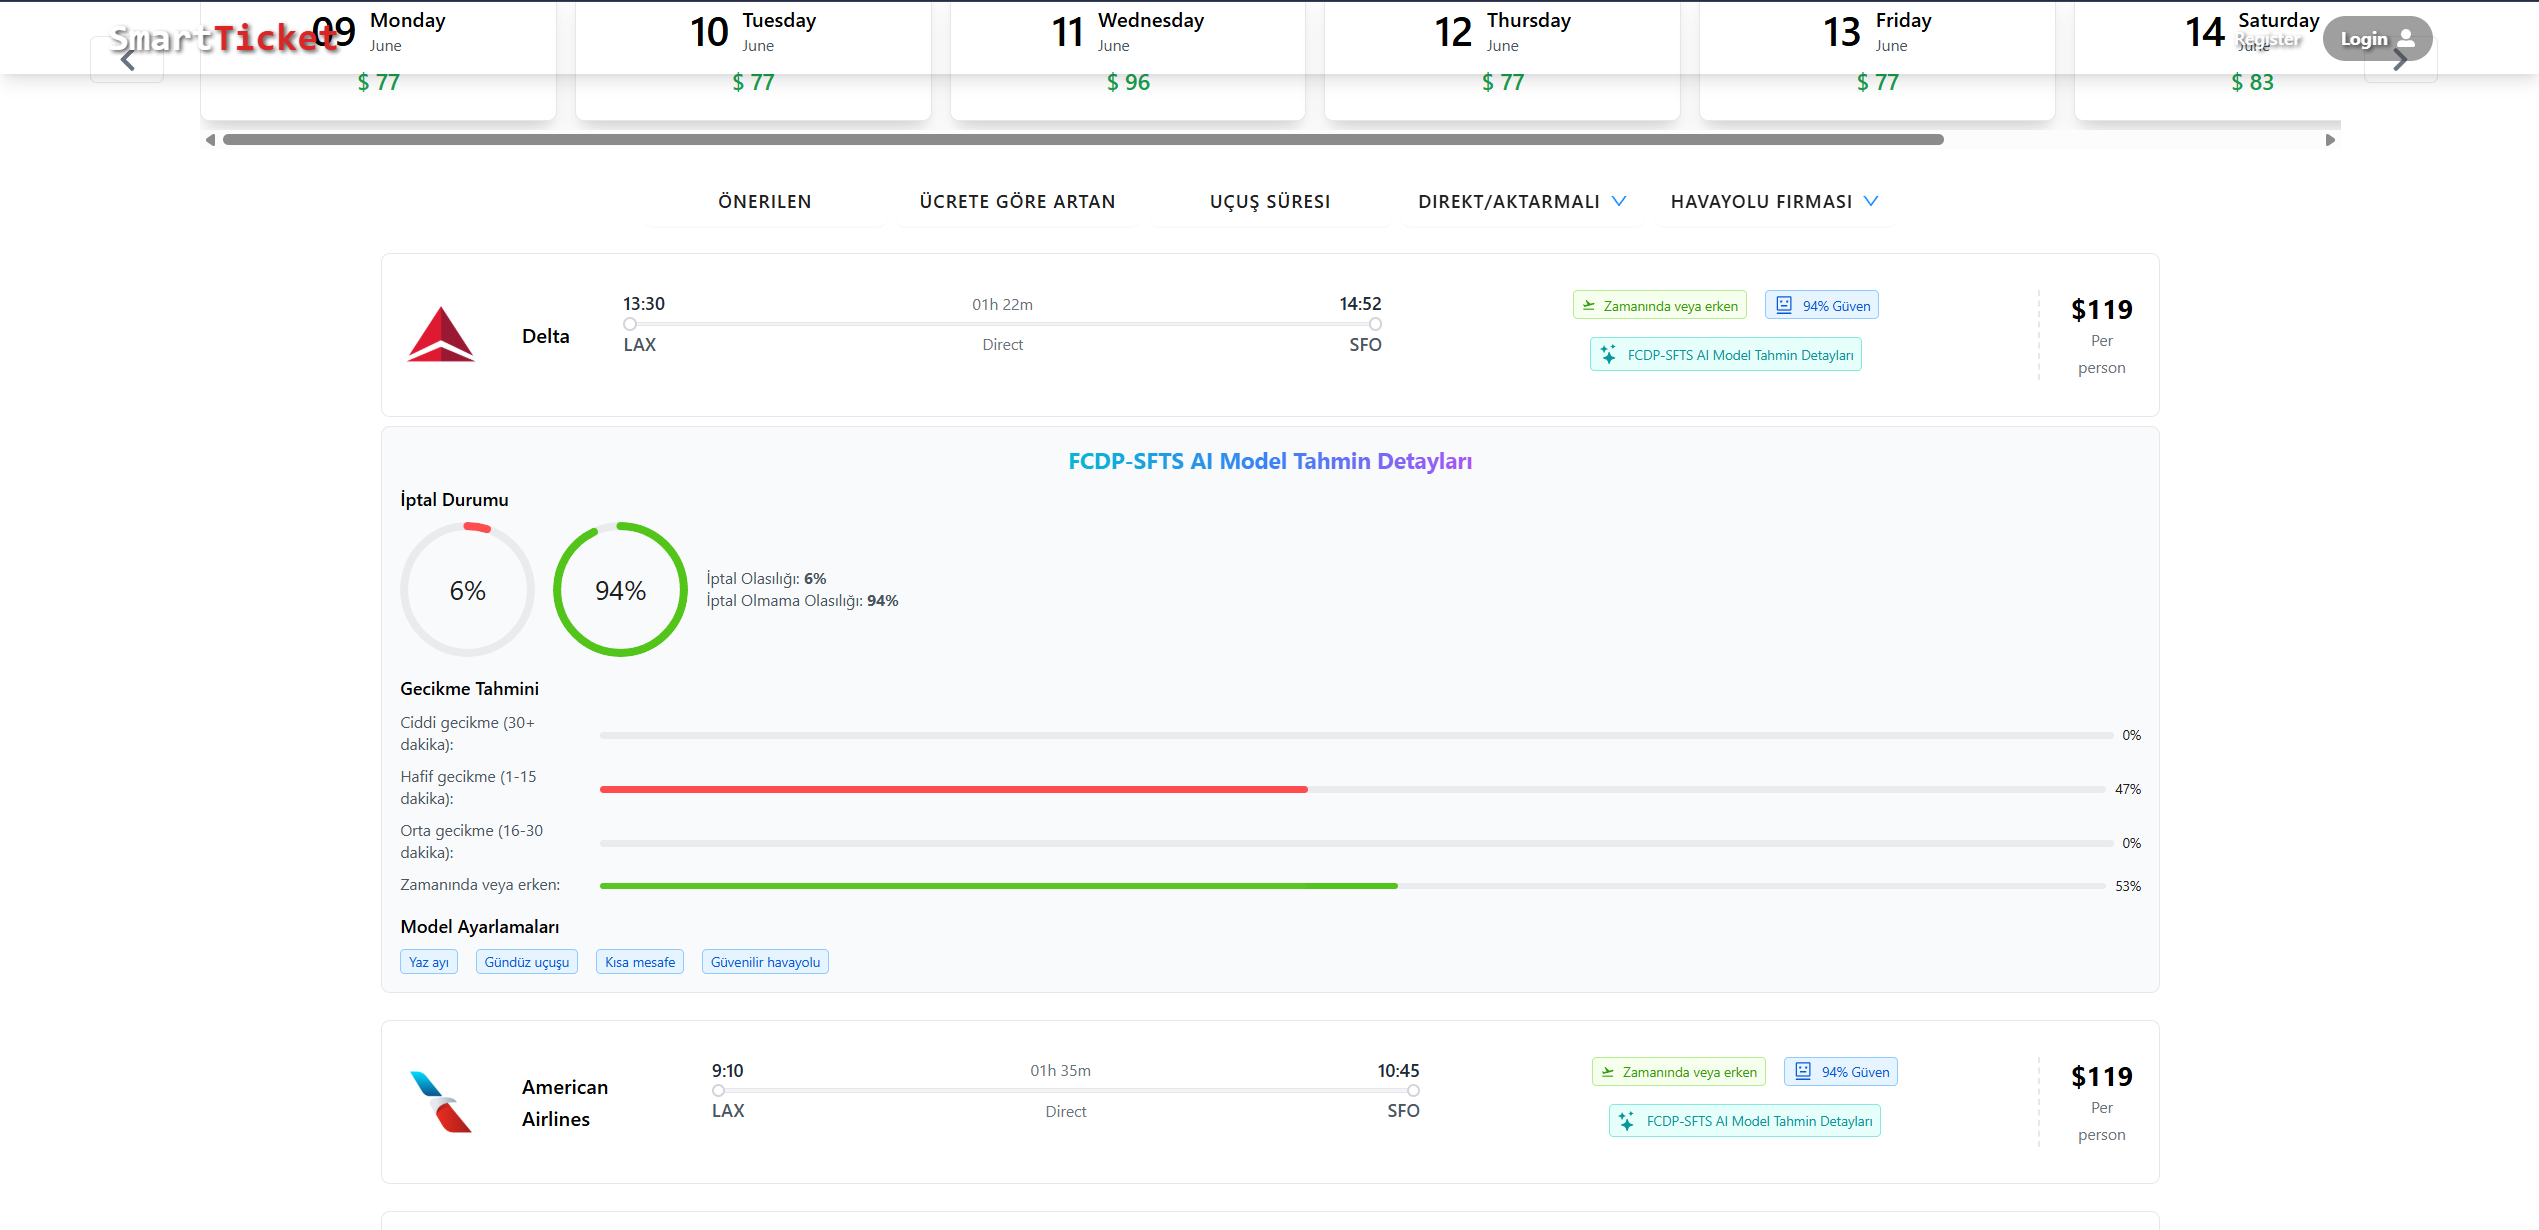 SmartTicket
Register
Login
09 Monday
June
$ 77
10 Tuesday
June
$ 77
11 Wednesday
June
$ 96
12 Thursday
June
$ 77
13 Friday
June
$ 77
14 Saturday
June
$ 83
ÖNERILEN
ÜCRETE GÖRE ARTAN
UÇUŞ SÜRESI
DIREKT/AKTARMALI
HAVAYOLU FIRMASI
Delta
13:30
01h 22m
14:52
LAX
Direct
SFO
Zamanında veya erken
94% Güven
FCDP-SFTS AI Model Tahmin Detayları
$119
Per
person
FCDP-SFTS AI Model Tahmin Detayları
İptal Durumu
6%
94%
İptal Olasılığı: 6%
İptal Olmama Olasılığı: 94%
Gecikme Tahmini
Ciddi gecikme (30+
dakika):
0%
Hafif gecikme (1-15
dakika):
47%
Orta gecikme (16-30
dakika):
0%
Zamanında veya erken:
53%
Model Ayarlamaları
Yaz ayı
Gündüz uçuşu
Kısa mesafe
Güvenilir havayolu
American
Airlines
9:10
01h 35m
10:45
LAX
Direct
SFO
Zamanında veya erken
94% Güven
FCDP-SFTS AI Model Tahmin Detayları
$119
Per
person